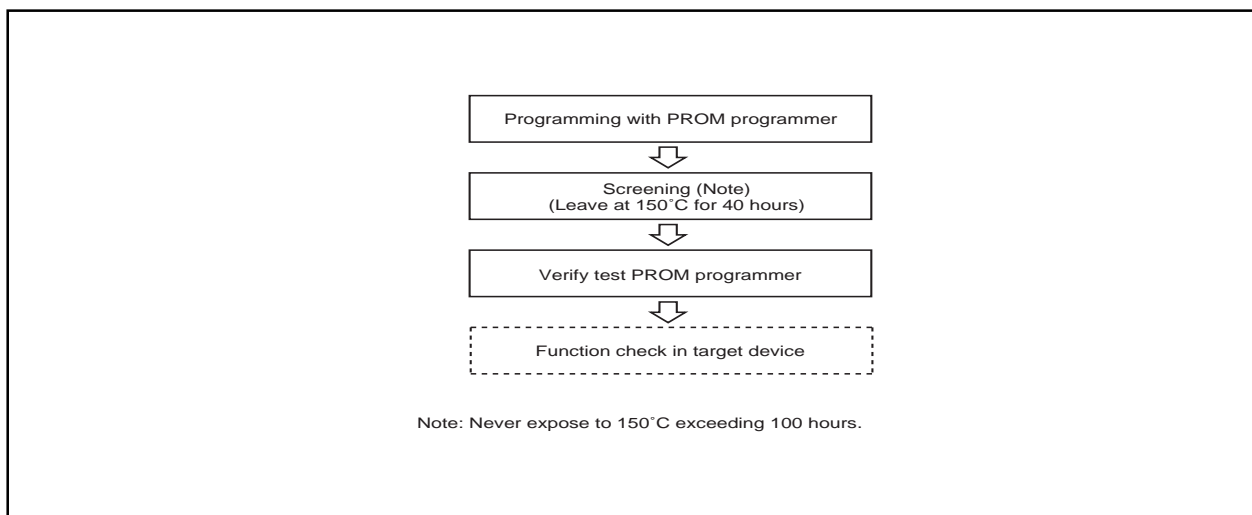 Programming with PROM programmer
Screening (Note)
(Leave at 150˚C for 40 hours)
Verify test PROM programmer
Function check in target device
Note: Never expose to 150˚C exceeding 100 hours.